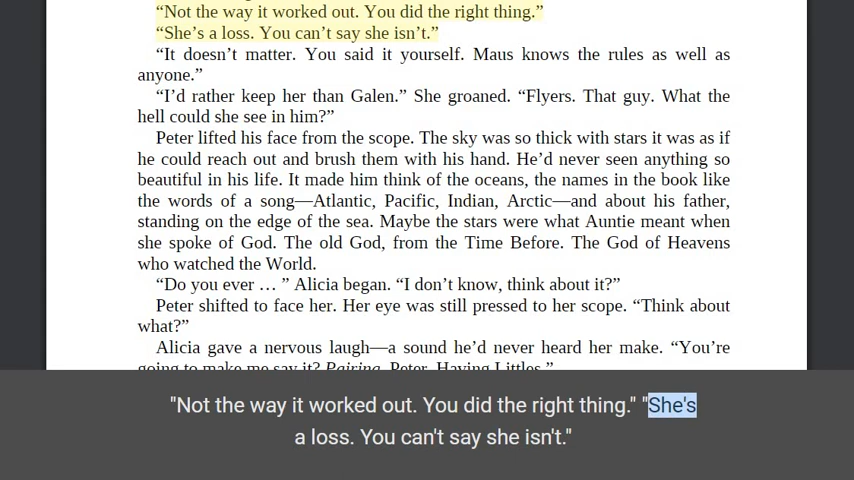 “Not the way it worked out. You did the right thing.”
“She’s a loss. You can’t say she isn’t.”
“It doesn’t matter. You said it yourself. Maus knows the rules as well as
anyone.”
“I’d rather keep her than Galen.” She groaned. “Flyers. That guy. What the
hell could she see in him?”
Peter lifted his face from the scope. The sky was so thick with stars it was as if
he could reach out and brush them with his hand. He’d never seen anything so
beautiful in his life. It made him think of the oceans, the names in the book like
the words of a song—Atlantic, Pacific, Indian, Arctic—and about his father,
standing on the edge of the sea. Maybe the stars were what Auntie meant when
she spoke of God. The old God, from the Time Before. The God of Heavens
who watched the World.
“Do you ever … ” Alicia began. “I don’t know, think about it?”
Peter shifted to face her. Her eye was still pressed to her scope. “Think about
what?”
Alicia gave a nervous laugh—a sound he’d never heard her make. “You’re
going to make me say it? Pairing, Peter. Having Littles.”
"Not the way it worked out. You did the right thing." "She's
a loss. You can't say she isn't."